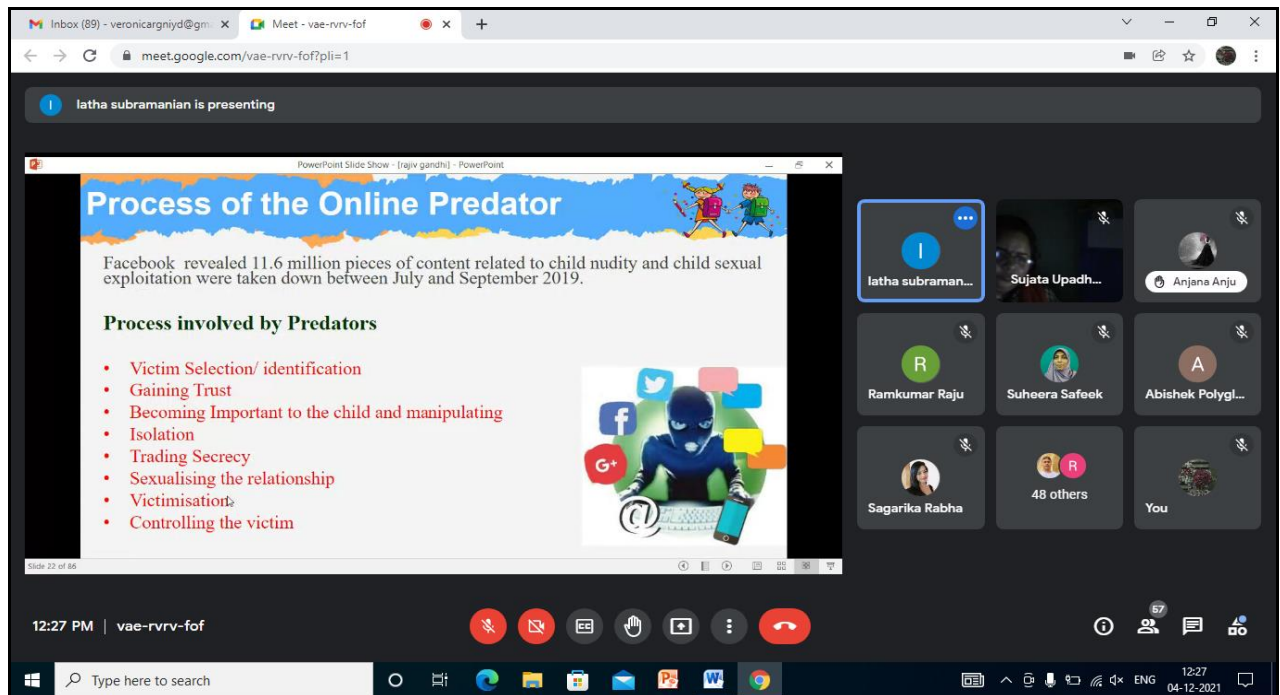 Inbox (89) - veronicargniyd@gm
Meet - vae-rvrv-fof
meet.google.com/vae-rvrv-fof?pli=1
I
latha subramanian is presenting
PowerPoint Slide Show - [rajiv gandhi] - PowerPoint
Process of the Online Predator
Facebook revealed 11.6 million pieces of content related to child nudity and child sexual
exploitation were taken down between July and September 2019.
Process involved by Predators
• Victim Selection/ identification
• Gaining Trust
• Becoming Important to the child and manipulating
• Isolation
• Trading Secrecy
• Sexualising the relationship
• Victimisation
• Controlling the victim
f
G+
@
Slide 22 of 86
I
latha subraman...
Sujata Upadh...
Anjana Anju
R
Ramkumar Raju
Suheera Safeek
A
Abishek Polygl...
Sagarika Rabha
R
48 others
You
12:27 PM | vae-rvrv-fof
CC
57
Type here to search
ENG
12:27
04-12-2021